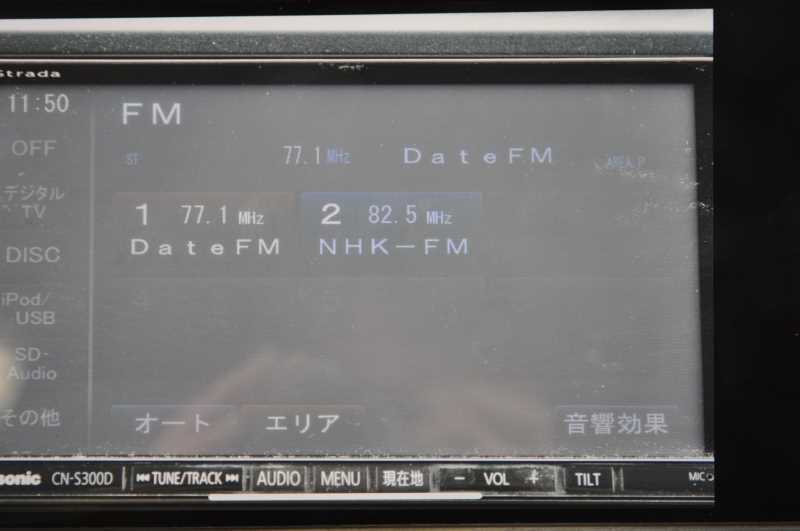 Strada
11:50
FM
OFF
ST 77.1 MHz DateFM AREA P
デジタル
TV
1 77.1 MHz
DateFM
2 82.5 MHz
NHK－FM
DISC
iPod/
USB
SD-
Audio
その他
オート エリア 音響効果
sonic CN-S300D TUNE/TRACK AUDIO MENU 現在地 － VOL ＋ TILT MIC